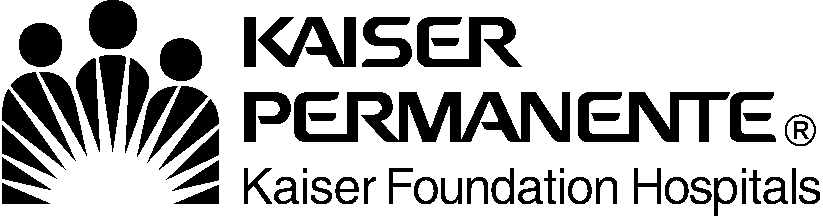 KAISER
PERMANENTE®
Kaiser Foundation Hospitals